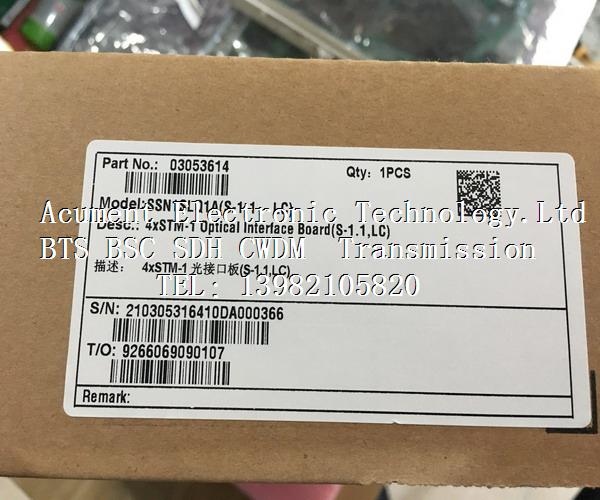 Part No.: 03053614
Qty: 1PCS
Model:SSN1SLQ1A(S-1.1, LC)
Acument Electronic Technology.Ltd
Desc.: 4xSTM-1 Optical Interface Board(S-1.1,LC)
BTS BSC SDH CWDM Transmission
描述: 4xSTM-1 光接口板(S-1.1,LC)
TEL: 13982105820
S/N: 210305316410DA000366
T/O: 9266069090107
Remark: